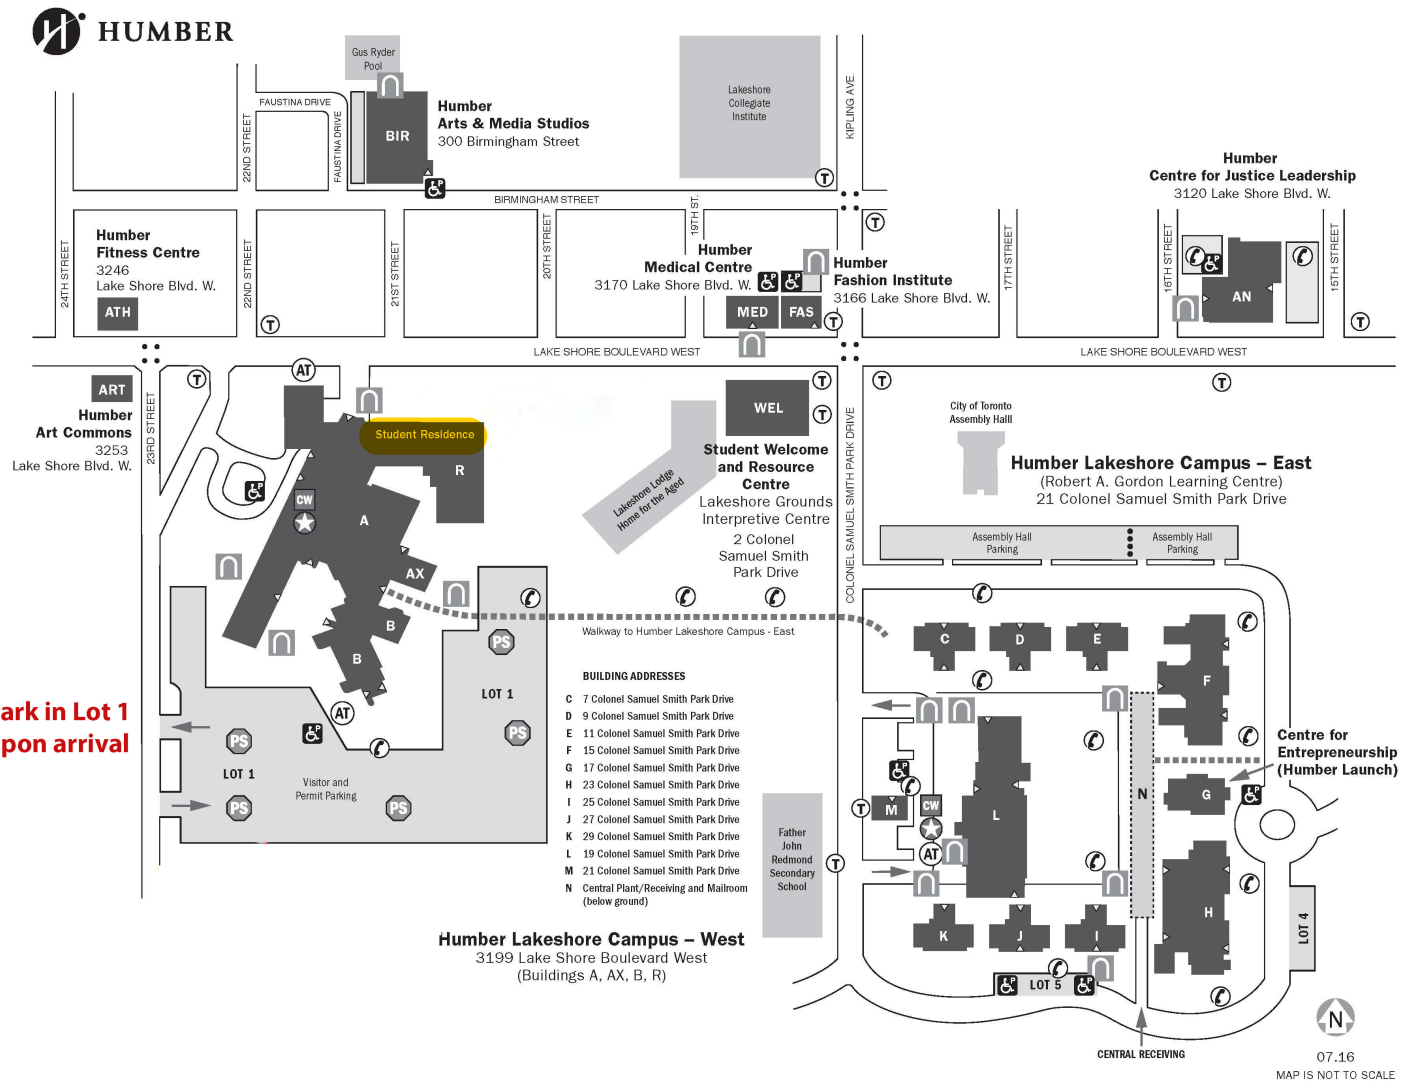 HUMBER
Gus Ryder
Pool
FAUSTINA DRIVE
FAUSTINA DRIVE
22ND STREET
BIR
Humber
Arts & Media Studios
300 Birmingham Street
Lakeshore
Collegiate
Institute
KIPLING AVE.
T
Humber
Centre for Justice Leadership
3120 Lake Shore Blvd. W.
BIRMINGHAM STREET
19TH ST.
T
24TH STREET
Humber
Fitness Centre
3246
Lake Shore Blvd. W.
ATH
22ND STREET
T
21ST STREET
20TH STREET
Humber
Medical Centre
3170 Lake Shore Blvd. W.
MED
FAS
T
Humber
Fashion Institute
3166 Lake Shore Blvd. W.
17TH STREET
16TH STREET
AN
15TH STREET
T
LAKE SHORE BOULEVARD WEST
LAKE SHORE BOULEVARD WEST
ART
Humber
Art Commons
3253
Lake Shore Blvd. W.
23RD STREET
T
AT
Student Residence
R
CW
A
AX
B
B
AT
WEL
T
T
T
T
Student Welcome
and Resource
Centre
Lakeshore Grounds
Interpretive Centre
2 Colonel
Samuel Smith
Park Drive
Lakeshore Lodge
Home for the Aged
COLONEL SAMUEL SMITH PARK DRIVE
City of Toronto
Assembly Halll
Humber Lakeshore Campus – East
(Robert A. Gordon Learning Centre)
21 Colonel Samuel Smith Park Drive
Assembly Hall
Parking
Assembly Hall
Parking
Walkway to Humber Lakeshore Campus - East
PS
LOT 1
PS
ark in Lot 1
pon arrival
PS
LOT 1
PS
Visitor and
Permit Parking
PS
BUILDING ADDRESSES
C 7 Colonel Samuel Smith Park Drive
D 9 Colonel Samuel Smith Park Drive
E 11 Colonel Samuel Smith Park Drive
F 15 Colonel Samuel Smith Park Drive
G 17 Colonel Samuel Smith Park Drive
H 23 Colonel Samuel Smith Park Drive
I 25 Colonel Samuel Smith Park Drive
J 27 Colonel Samuel Smith Park Drive
K 29 Colonel Samuel Smith Park Drive
L 19 Colonel Samuel Smith Park Drive
M 21 Colonel Samuel Smith Park Drive
N Central Plant/Receiving and Mailroom
(below ground)
Humber Lakeshore Campus – West
3199 Lake Shore Boulevard West
(Buildings A, AX, B, R)
Father
John
Redmond
Secondary
School
T
T
C
D
E
F
M
CW
AT
L
N
G
Centre for
Entrepreneurship
(Humber Launch)
H
K
J
I
LOT 4
LOT 5
CENTRAL RECEIVING
N
07.16
MAP IS NOT TO SCALE